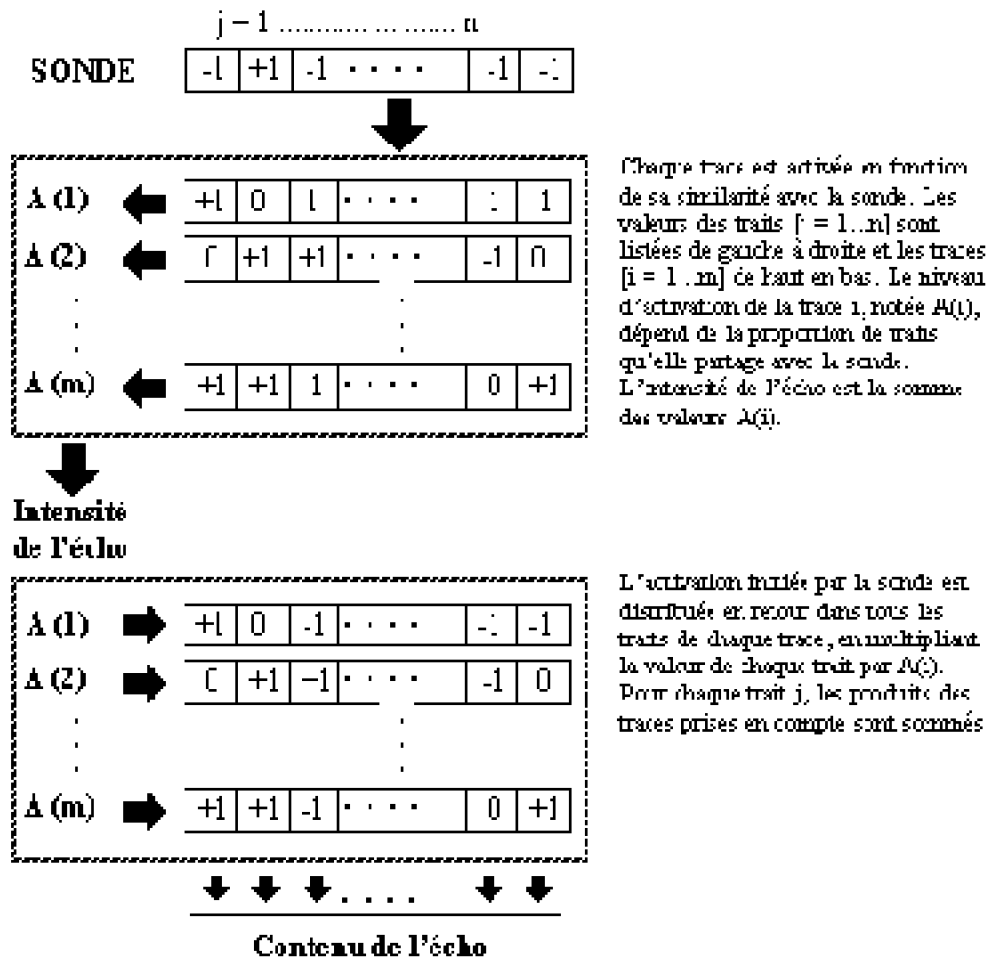 j = 1 ........................ n
SONDE -1 +1 -1 · · · · -1 -1
A (1) +1 0 · · · ·
A (2) 0 +1 +1 · · · · -1 0
A (m) +1 +1 · · · · 0 +1
Chaque trace est activée en fonction
de sa similarité avec la sonde. Les
valeurs des traits [j = 1...n] sont
listées de gauche à droite et les traces
[i = 1...m] de haut en bas. Le niveau
d'activation de la trace i, notée A(i),
dépend de la proportion de traits
qu'elle partage avec la sonde.
L'intensité de l'écho est la somme
des valeurs A(i).
Intensité
de l'écho
A (1) +1 0 -1 · · · · -1 -1
A (2) 0 +1 −1 · · · · -1 0
A (m) +1 +1 -1 · · · · 0 +1
L'activation initiée par la sonde est
distribuée en retour dans tous les
traits de chaque trace, en multipliant
la valeur de chaque trait par A(i).
Pour chaque trait j, les produits des
traces prises en compte sont sommés
Contenu de l'écho